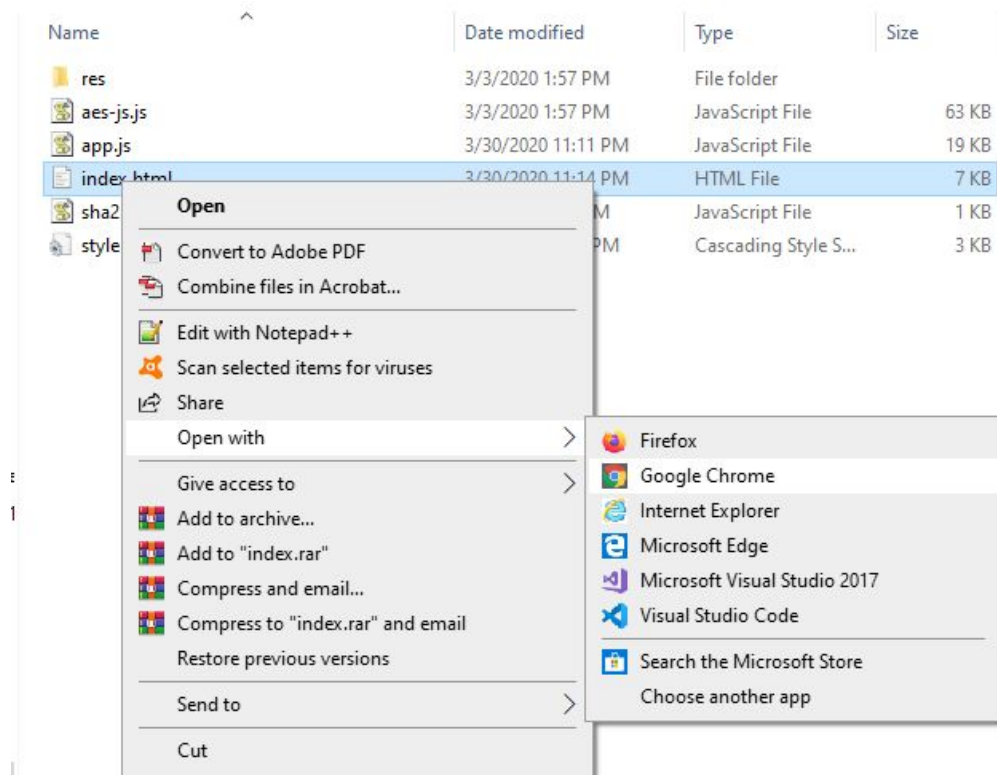 Name Date modified Type Size
res 3/3/2020 1:57 PM File folder
aes-js.js 3/3/2020 1:57 PM JavaScript File 63 KB
app.js 3/30/2020 11:11 PM JavaScript File 19 KB
index.html 3/30/2020 11:14 PM HTML File 7 KB
sha2 M JavaScript File 1 KB
style PM Cascading Style S... 3 KB
Open
Convert to Adobe PDF
Combine files in Acrobat...
Edit with Notepad++
Scan selected items for viruses
Share
Open with
Give access to
Add to archive...
Add to "index.rar"
Compress and email...
Compress to "index.rar" and email
Restore previous versions
Send to
Cut
Firefox
Google Chrome
Internet Explorer
Microsoft Edge
Microsoft Visual Studio 2017
Visual Studio Code
Search the Microsoft Store
Choose another app